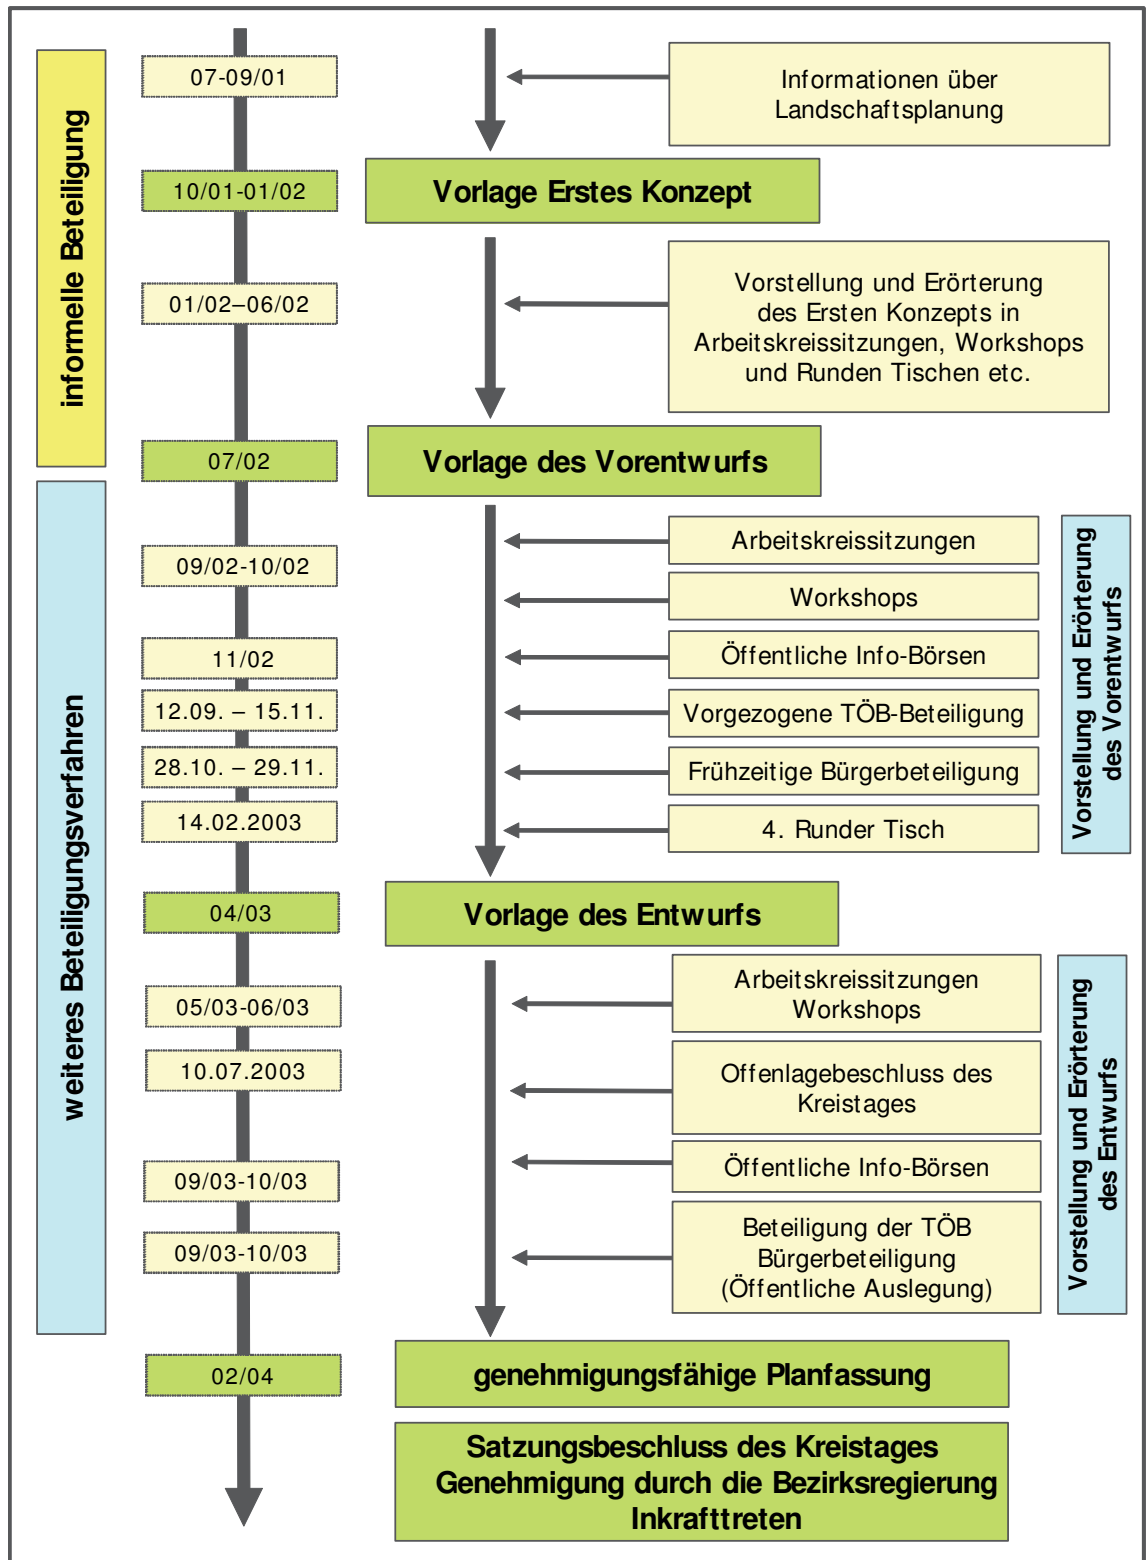 informelle Beteiligung
07-09/01
Informationen über
Landschaftsplanung
10/01-01/02
Vorlage Erstes Konzept
01/02–06/02
Vorstellung und Erörterung
des Ersten Konzepts in
Arbeitskreissitzungen, Workshops
und Runden Tischen etc.
07/02
Vorlage des Vorentwurfs
weiteres Beteiligungsverfahren
09/02-10/02
Arbeitskreissitzungen
Workshops
11/02
Öffentliche Info-Börsen
12.09. – 15.11.
Vorgezogene TÖB-Beteiligung
28.10. – 29.11.
Frühzeitige Bürgerbeteiligung
14.02.2003
4. Runder Tisch
Vorstellung und Erörterung
des Vorentwurfs
04/03
Vorlage des Entwurfs
05/03-06/03
Arbeitskreissitzungen
Workshops
10.07.2003
Offenlagebeschluss des
Kreistages
09/03-10/03
Öffentliche Info-Börsen
09/03-10/03
Beteiligung der TÖB
Bürgerbeteiligung
(Öffentliche Auslegung)
Vorstellung und Erörterung
des Entwurfs
02/04
genehmigungsfähige Planfassung
Satzungsbeschluss des Kreistages
Genehmigung durch die Bezirksregierung
Inkrafttreten